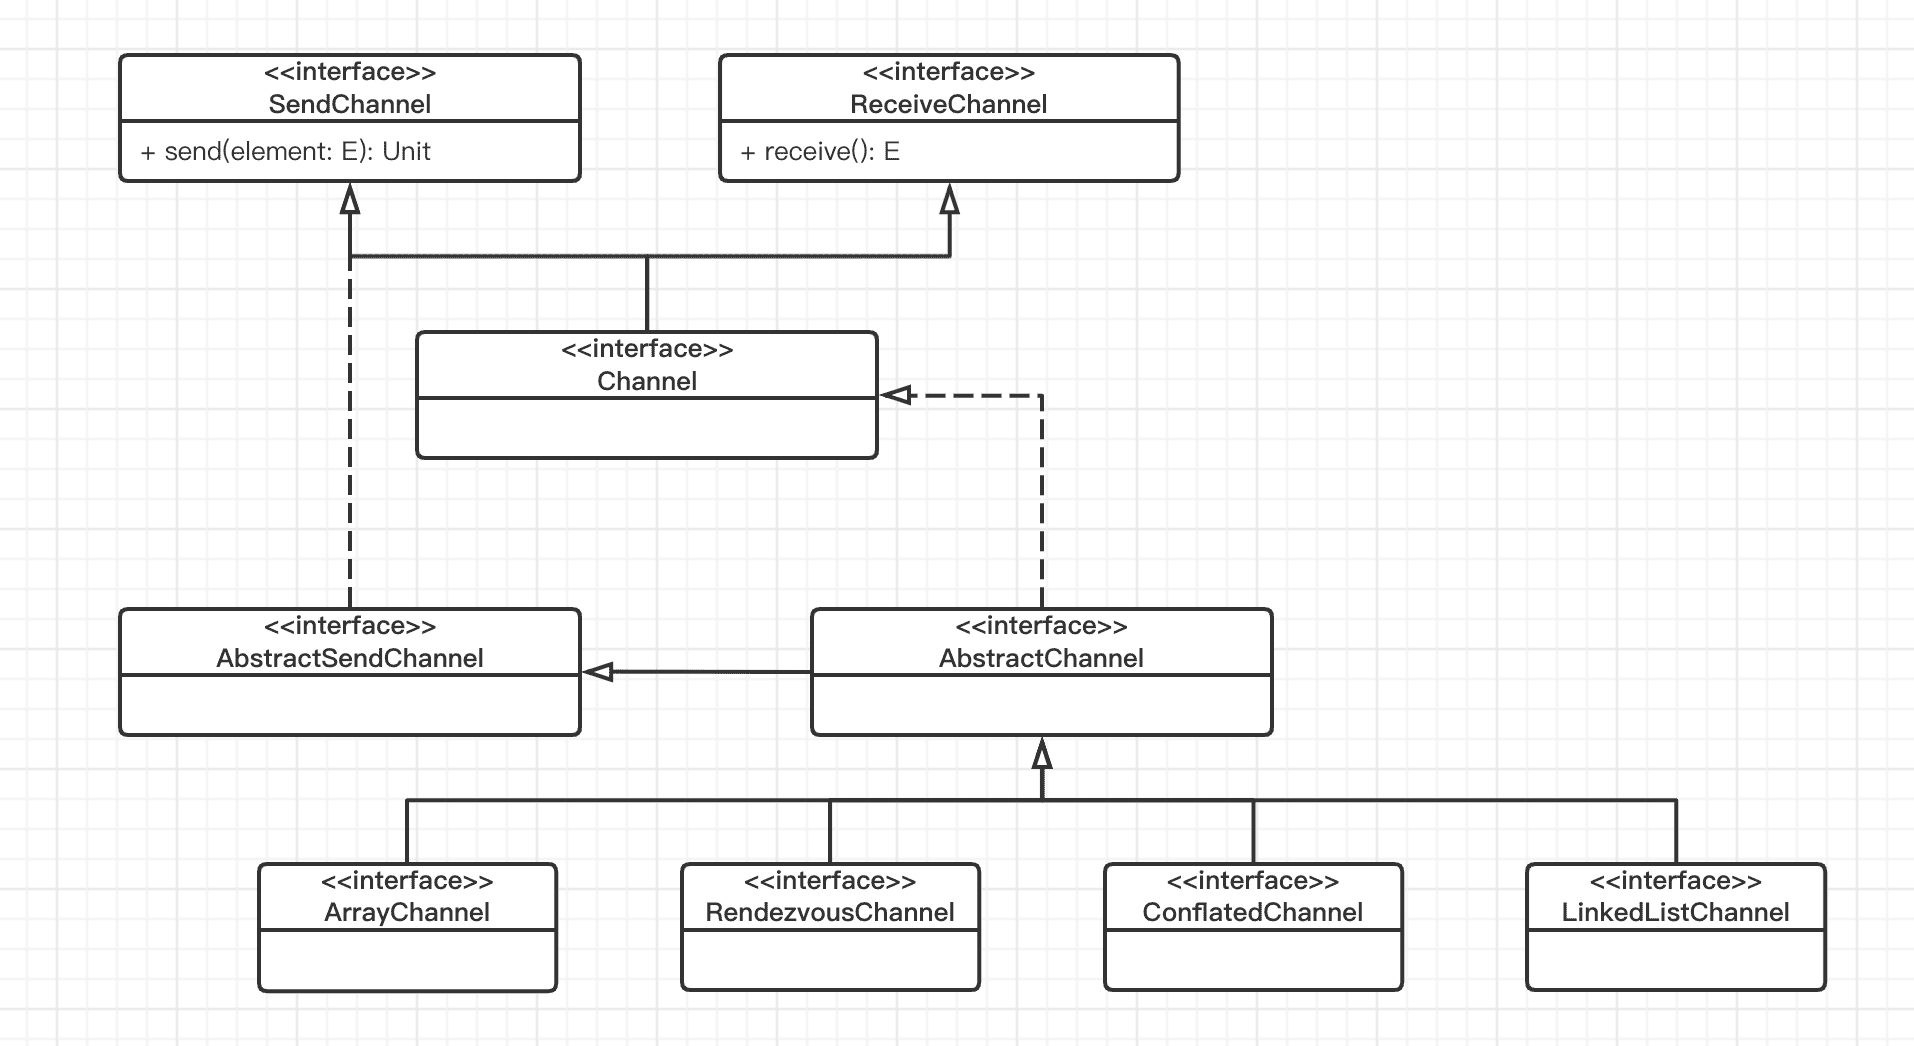 <<interface>>
SendChannel
+ send(element: E): Unit
<<interface>>
ReceiveChannel
+ receive(): E
<<interface>>
Channel
<<interface>>
AbstractSendChannel
<<interface>>
AbstractChannel
<<interface>>
ArrayChannel
<<interface>>
RendezvousChannel
<<interface>>
ConflatedChannel
<<interface>>
LinkedListChannel